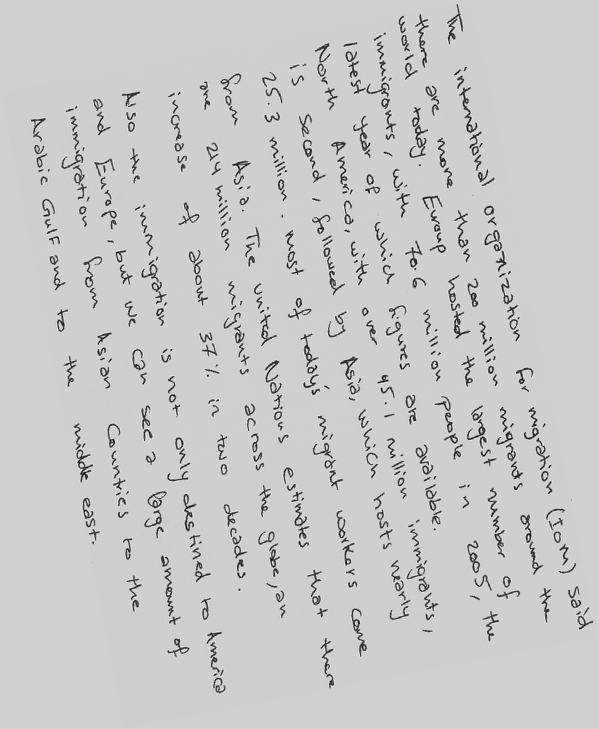 The international organization for migration (IOM) said
there are more than 200 million migrants around the
world today. Europ hosted the largest number of
immigrants, with 70.6 million people in 2005, the
latest year of which figures are available.
North America, with over 45.1 million immigrants,
is second, followed by Asia, which hosts nearly
25.3 million. most of today's migrant workers come
from Asia. The united Nations estimates that there
are 214 million migrants across the globe, an
increase of about 37% in two decades.
Also the immigration is not only destined to America
and Europe, but we can see a large amount of
immigration from Asian Countries to the
Arabic Gulf and to the middle east.